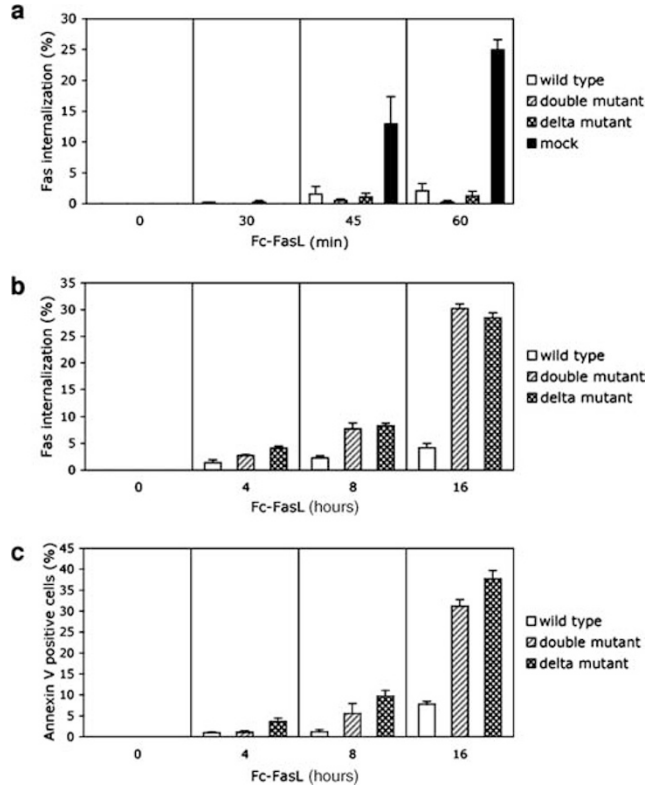 a
Fas internalization (%)
30
25
20
15
10
5
0
0 30 45 60
Fc-FasL (min)
wild type
double mutant
delta mutant
mock
b
Fas internalization (%)
35
30
25
20
15
10
5
0
0 4 8 16
Fc-FasL (hours)
wild type
double mutant
delta mutant
c
Annexin V positive cells (%)
45
40
35
30
25
20
15
10
5
0
0 4 8 16
Fc-FasL (hours)
wild type
double mutant
delta mutant